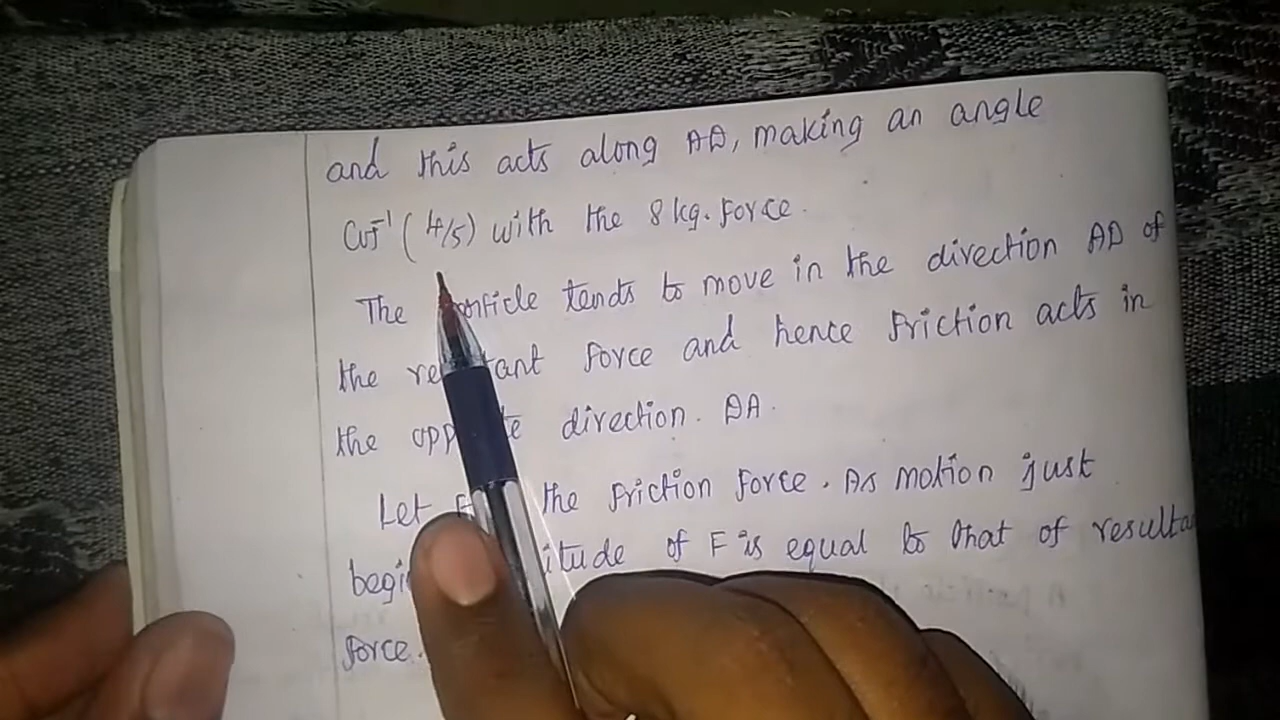 and this acts along AD, making an angle
Cos⁻¹ (4/5) with the 8 kg. force.
The tends to move in the direction AD of
the force and hence friction acts in
the direction. DA.
Let the friction force. As motion just
of F is equal to that of
force.